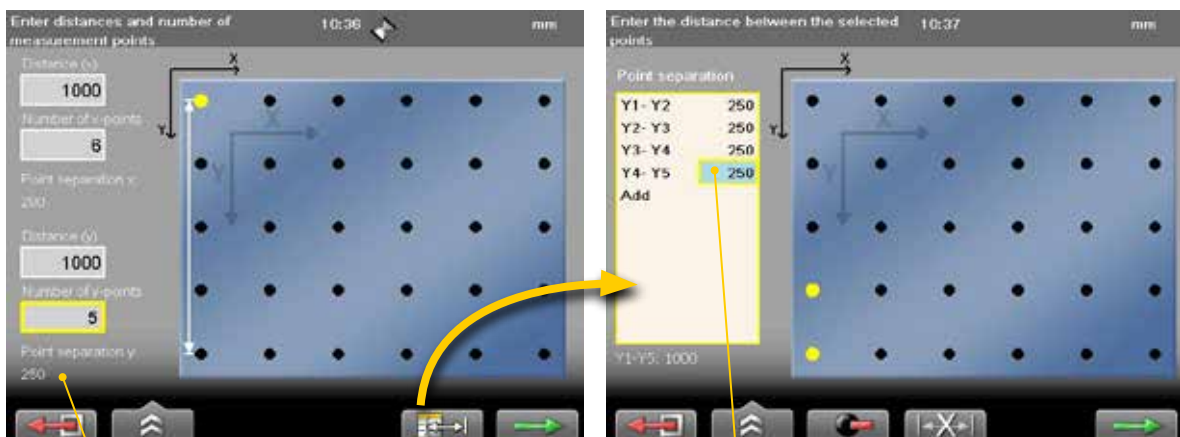 Enter distances and number of
measurement points
10:36
mm
Distance (x)
1000
Number of x-points
6
Point separation x:
200
Distance (y)
1000
Number of y-points
5
Point separation y:
250
X
Y
X
Y
Enter the distance between the selected
points
10:37
mm
Point separation
Y1- Y2 250
Y2- Y3 250
Y3- Y4 250
Y4- Y5 250
Add
Y1-Y5: 1000
X
Y
X
Y
X